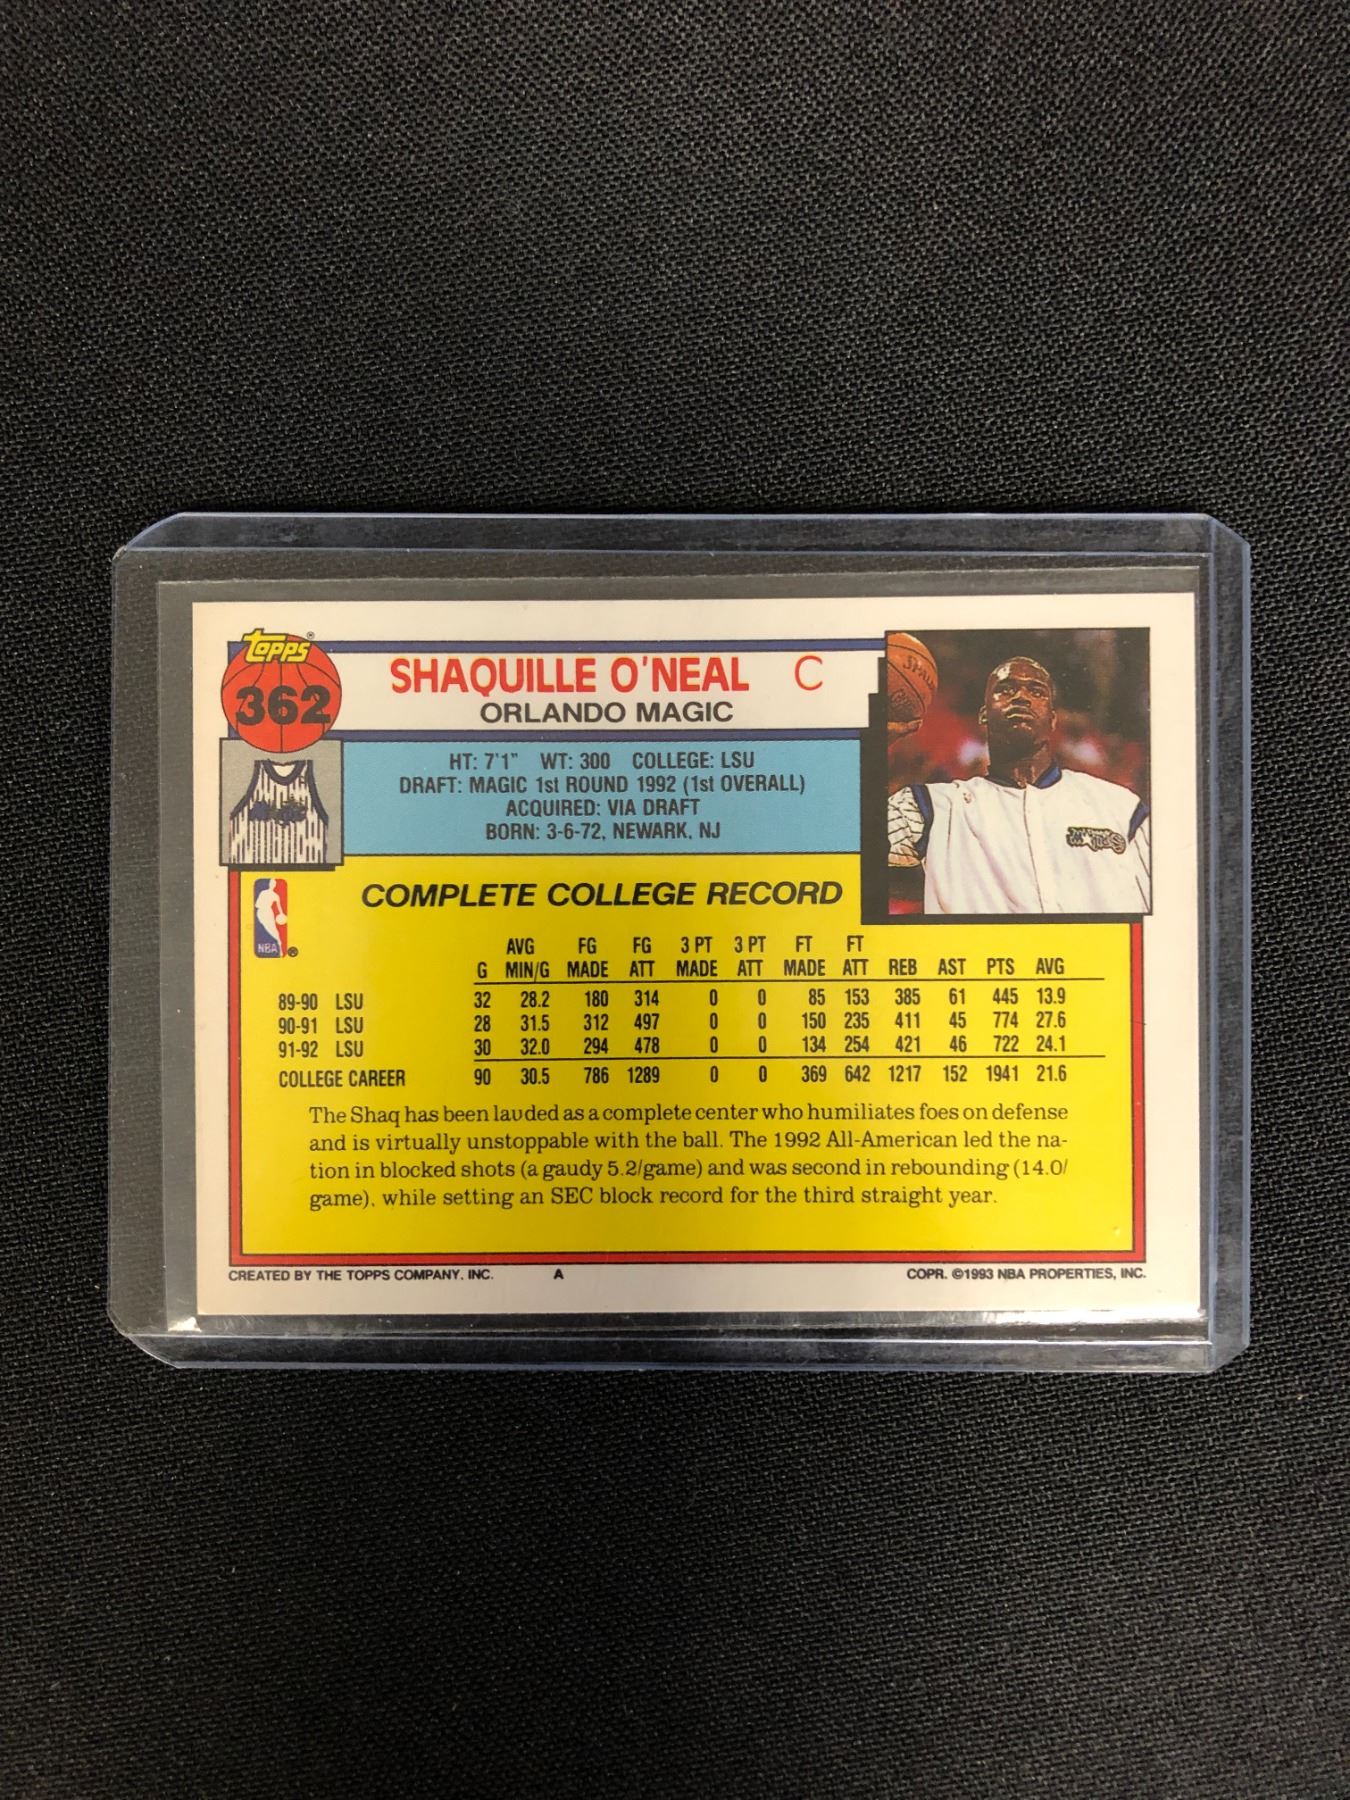 topps®
362
SHAQUILLE O'NEAL C
ORLANDO MAGIC
HT: 7'1" WT: 300 COLLEGE: LSU
DRAFT: MAGIC 1st ROUND 1992 (1st OVERALL)
ACQUIRED: VIA DRAFT
BORN: 3-6-72, NEWARK, NJ
NBA ®
COMPLETE COLLEGE RECORD
AVG FG FG 3 PT 3 PT FT FT
G MIN/G MADE ATT MADE ATT MADE ATT REB AST PTS AVG
89-90 LSU 32 28.2 180 314 0 0 85 153 385 61 445 13.9
90-91 LSU 28 31.5 312 497 0 0 150 235 411 45 774 27.6
91-92 LSU 30 32.0 294 478 0 0 134 254 421 46 722 24.1
COLLEGE CAREER 90 30.5 786 1289 0 0 369 642 1217 152 1941 21.6
The Shaq has been lauded as a complete center who humiliates foes on defense
and is virtually unstoppable with the ball. The 1992 All-American led the na-
tion in blocked shots (a gaudy 5.2/game) and was second in rebounding (14.0/
game), while setting an SEC block record for the third straight year.
CREATED BY THE TOPPS COMPANY, INC. A COPR. ©1993 NBA PROPERTIES, INC.